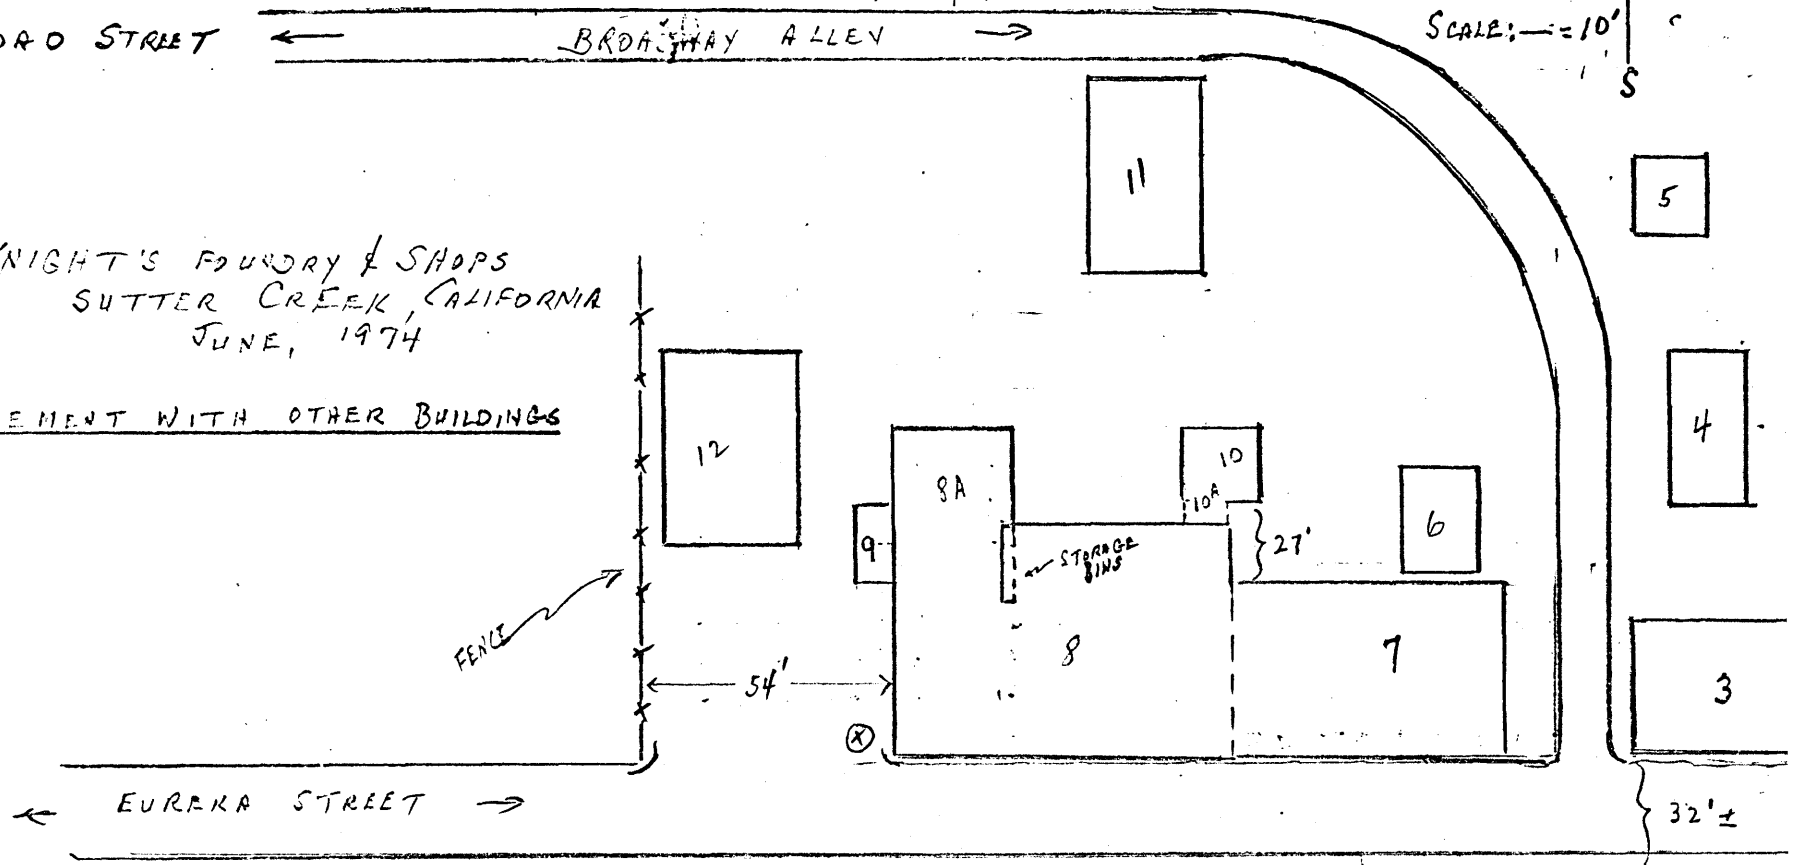 STREET ← BROADWAY ALLEY → SCALE: — = 10'
S
11
5
KNIGHT'S FOUNDRY & SHOPS
SUTTER CREEK, CALIFORNIA
JUNE, 1974
WITH OTHER BUILDINGS
12
8A
10
10A
4
9
STORAGE
BINS
27'
6
FENCE
8
7
3
54'
X
← EUREKA STREET →
32' ±